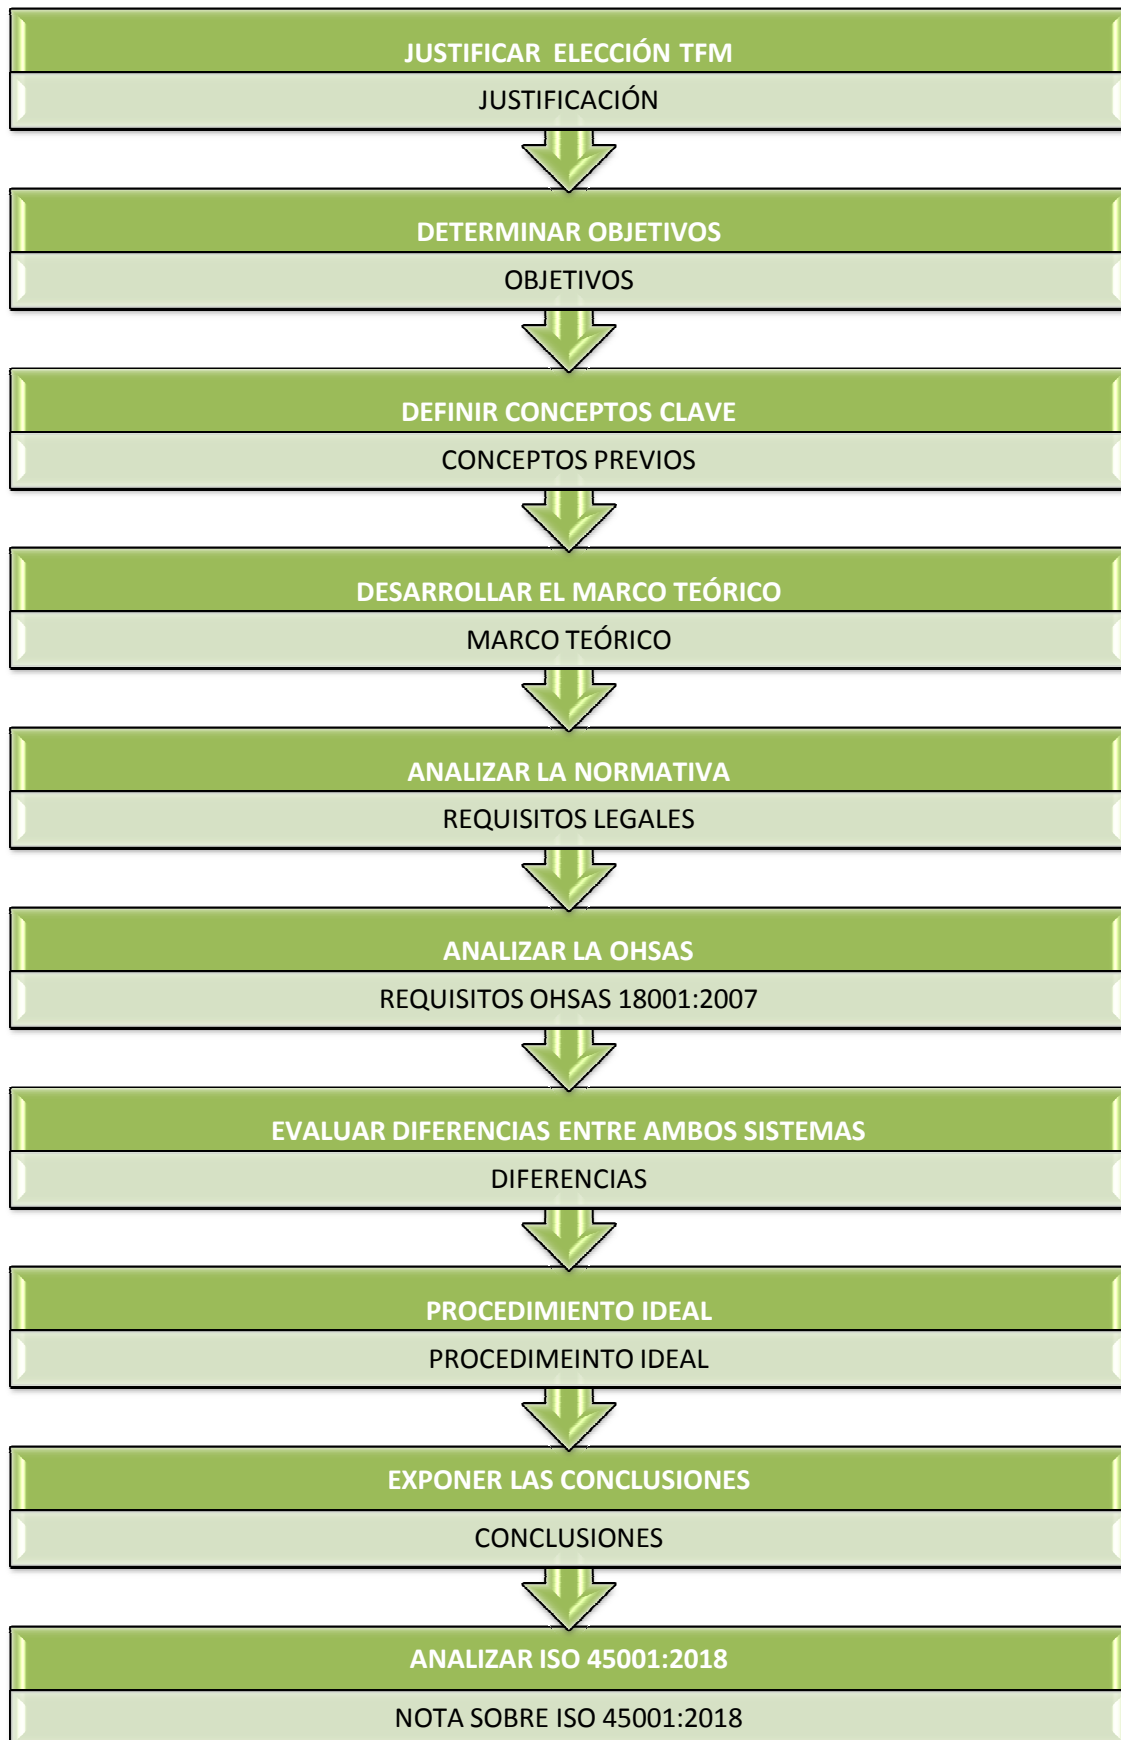 JUSTIFICAR ELECCIÓN TFM
JUSTIFICACIÓN
DETERMINAR OBJETIVOS
OBJETIVOS
DEFINIR CONCEPTOS CLAVE
CONCEPTOS PREVIOS
DESARROLLAR EL MARCO TEÓRICO
MARCO TEÓRICO
ANALIZAR LA NORMATIVA
REQUISITOS LEGALES
ANALIZAR LA OHSAS
REQUISITOS OHSAS 18001:2007
EVALUAR DIFERENCIAS ENTRE AMBOS SISTEMAS
DIFERENCIAS
PROCEDIMIENTO IDEAL
PROCEDIMEINTO IDEAL
EXPONER LAS CONCLUSIONES
CONCLUSIONES
ANALIZAR ISO 45001:2018
NOTA SOBRE ISO 45001:2018